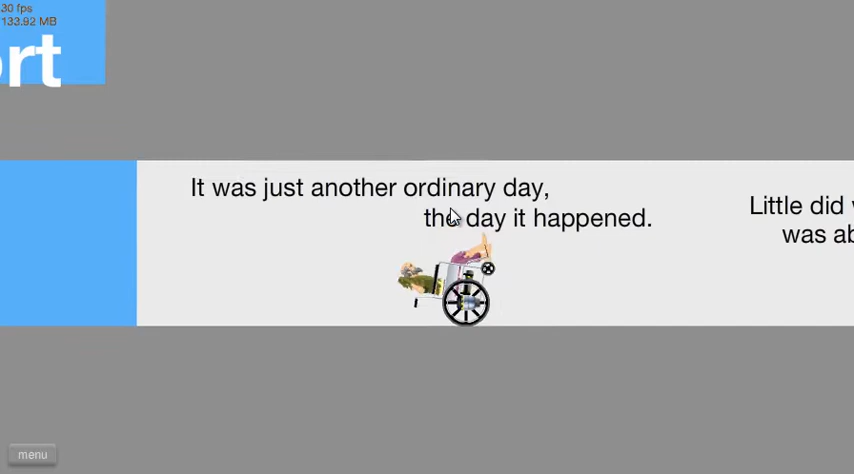 30 fps
133.92 MB
ort
It was just another ordinary day,
the day it happened.
Little did
was ab
menu